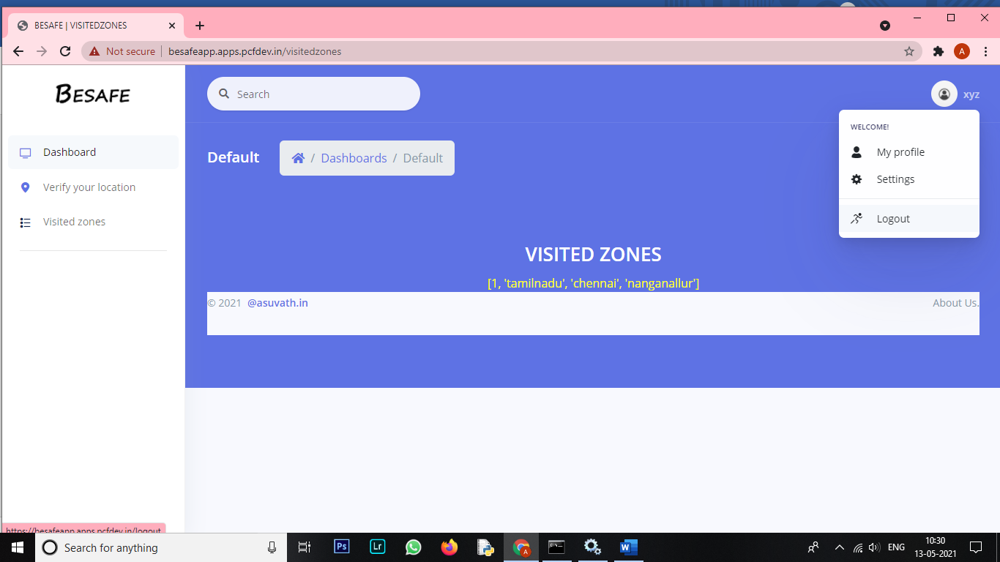 BESAFE | VISITEDZONES
Not secure
besafeapp.apps.pcfdev.in/visitedzones
A
BESAFE
Search
xyz
WELCOME!
My profile
Settings
Logout
Dashboard
Verify your location
Visited zones
Default
/ Dashboards / Default
VISITED ZONES
[1, 'tamilnadu', 'chennai', 'nanganallur']
© 2021 @asuvath.in
About Us.
https://besafeapp.apps.pcfdev.in/logout
Search for anything
Ps
Lr
A
W
ENG
10:30
13-05-2021